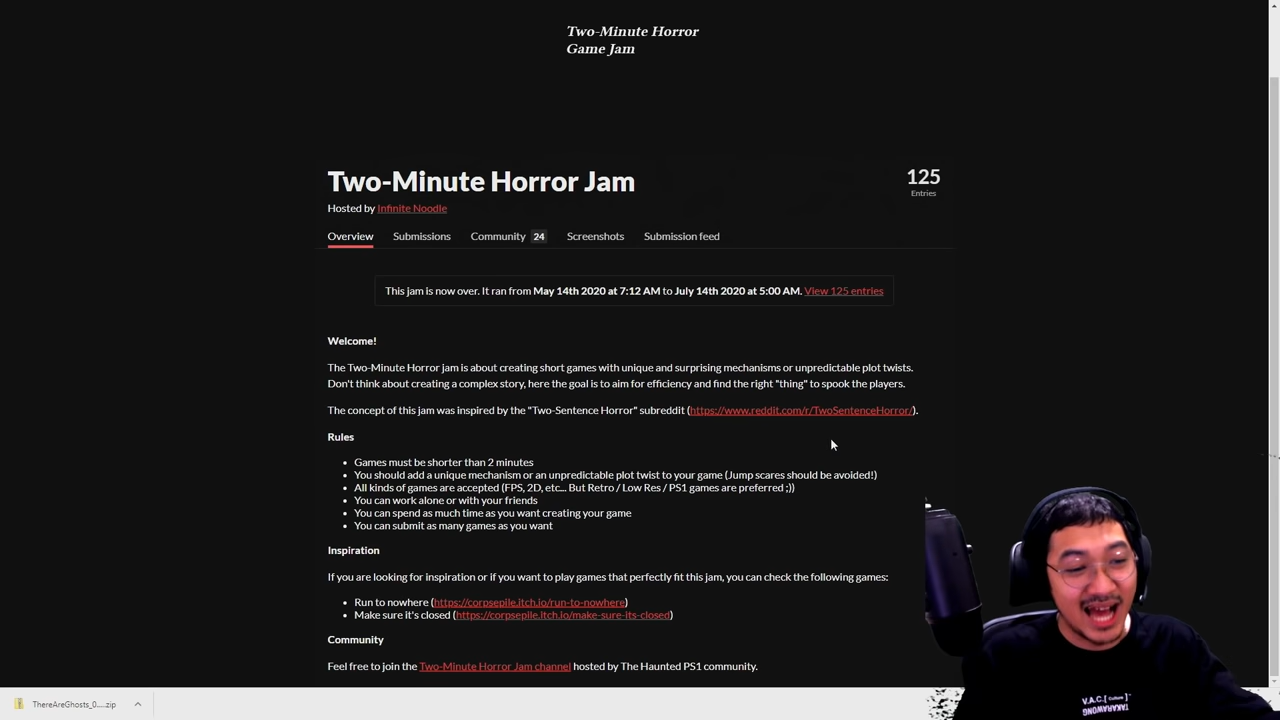 Two-Minute Horror
Game Jam
Two-Minute Horror Jam
125
Entries
Hosted by Infinite Noodle
Overview Submissions Community 24 Screenshots Submission feed
This jam is now over. It ran from May 14th 2020 at 7:12 AM to July 14th 2020 at 5:00 AM. View 125 entries
Welcome!
The Two-Minute Horror jam is about creating short games with unique and surprising mechanisms or unpredictable plot twists.
Don't think about creating a complex story, here the goal is to aim for efficiency and find the right "thing" to spook the players.
The concept of this jam was inspired by the "Two-Sentence Horror" subreddit (https://www.reddit.com/r/TwoSentenceHorror/).
Rules
• Games must be shorter than 2 minutes
• You should add a unique mechanism or an unpredictable plot twist to your game (Jump scares should be avoided!)
• All kinds of games are accepted (FPS, 2D, etc... But Retro / Low Res / PS1 games are preferred ;))
• You can work alone or with your friends
• You can spend as much time as you want creating your game
• You can submit as many games as you want
Inspiration
If you are looking for inspiration or if you want to play games that perfectly fit this jam, you can check the following games:
• Run to nowhere (https://corpsepile.itch.io/run-to-nowhere)
• Make sure it's closed (https://corpsepile.itch.io/make-sure-its-closed)
Community
Feel free to join the Two-Minute Horror Jam channel hosted by The Haunted PS1 community.
ThereAreGhosts_0....zip
V.A.C.[Culture]
TAKARAWONG